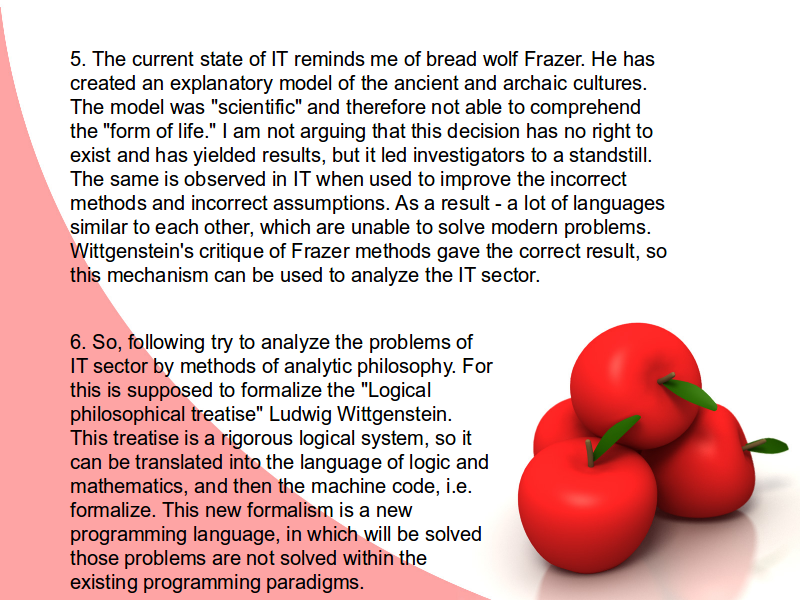 5. The current state of IT reminds me of bread wolf Frazer. He has
created an explanatory model of the ancient and archaic cultures.
The model was "scientific" and therefore not able to comprehend
the "form of life." I am not arguing that this decision has no right to
exist and has yielded results, but it led investigators to a standstill.
The same is observed in IT when used to improve the incorrect
methods and incorrect assumptions. As a result - a lot of languages
similar to each other, which are unable to solve modern problems.
Wittgenstein's critique of Frazer methods gave the correct result, so
this mechanism can be used to analyze the IT sector.
6. So, following try to analyze the problems of
IT sector by methods of analytic philosophy. For
this is supposed to formalize the "Logical
philosophical treatise" Ludwig Wittgenstein.
This treatise is a rigorous logical system, so it
can be translated into the language of logic and
mathematics, and then the machine code, i.e.
formalize. This new formalism is a new
programming language, in which will be solved
those problems are not solved within the
existing programming paradigms.